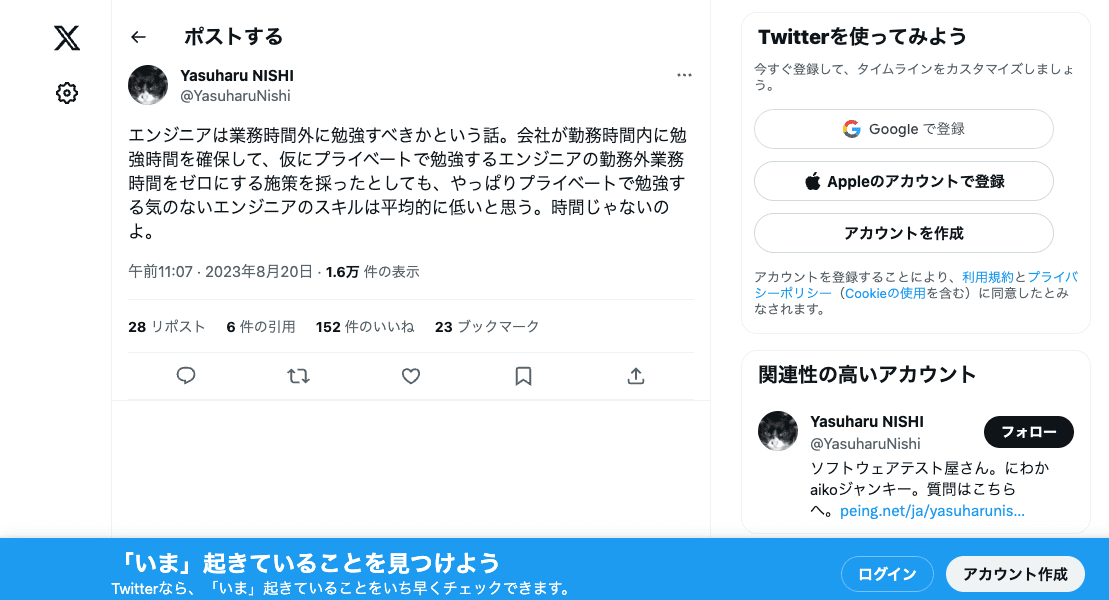 ポストする
Yasuharu NISHI
@YasuharuNishi
エンジニアは業務時間外に勉強すべきかという話。会社が勤務時間内に勉
強時間を確保して、仮にプライベートで勉強するエンジニアの勤務外業務
時間をゼロにする施策を採ったとしても、やっぱりプライベートで勉強す
る気のないエンジニアのスキルは平均的に低いと思う。時間じゃないの
よ。
午前11:07 · 2023年8月20日 · 1.6万 件の表示
28 リポスト 6 件の引用 152 件のいいね 23 ブックマーク
Twitterを使ってみよう
今すぐ登録して、タイムラインをカスタマイズしましょ
う。
Google で登録
Appleのアカウントで登録
アカウントを作成
アカウントを登録することにより、利用規約とプライバ
シーポリシー（Cookieの使用を含む）に同意したとみ
なされます。
関連性の高いアカウント
Yasuharu NISHI
@YasuharuNishi
フォロー
ソフトウェアテスト屋さん。にわか
aikoジャンキー。質問はこちら
へ。peing.net/ja/yasuharunis...
「いま」起きていることを見つけよう
Twitterなら、「いま」起きていることをいち早くチェックできます。
ログイン
アカウント作成